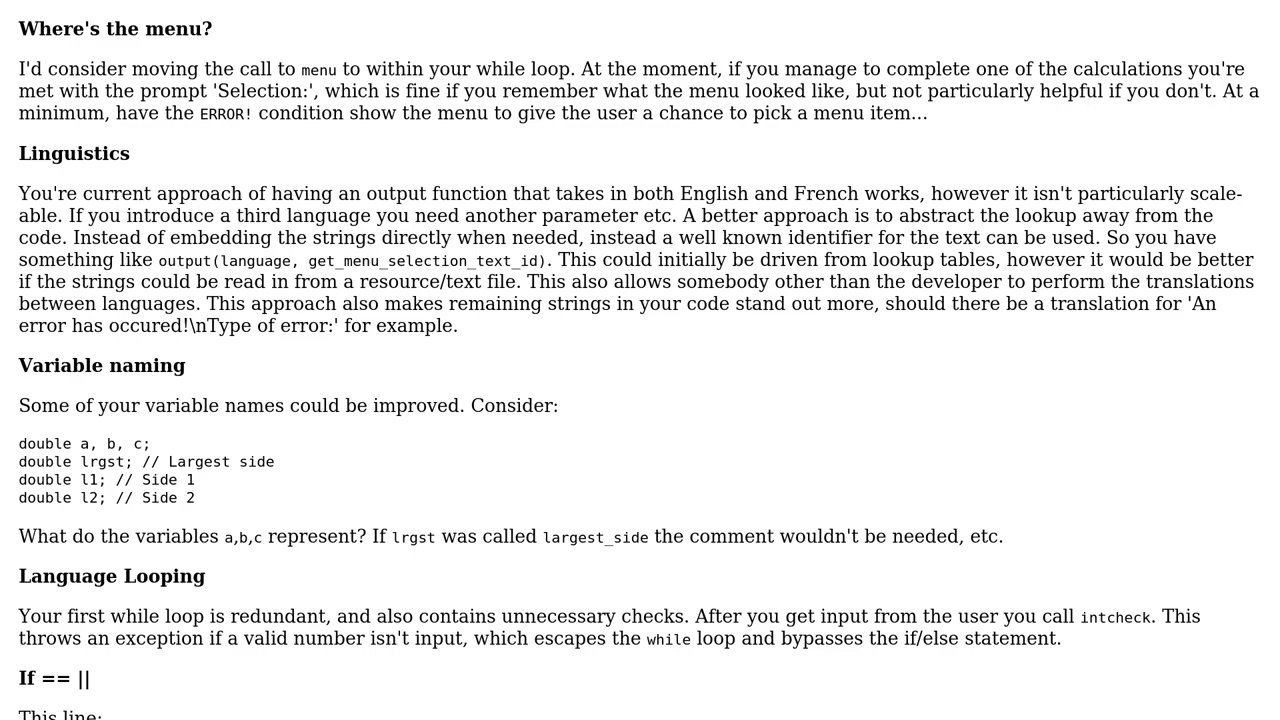 Where's the menu?
I'd consider moving the call to menu to within your while loop. At the moment, if you manage to complete one of the calculations you're
met with the prompt 'Selection:', which is fine if you remember what the menu looked like, but not particularly helpful if you don't. At a
minimum, have the ERROR! condition show the menu to give the user a chance to pick a menu item...
Linguistics
You're current approach of having an output function that takes in both English and French works, however it isn't particularly scale-
able. If you introduce a third language you need another parameter etc. A better approach is to abstract the lookup away from the
code. Instead of embedding the strings directly when needed, instead a well known identifier for the text can be used. So you have
something like output(language, get_menu_selection_text_id). This could initially be driven from lookup tables, however it would be better
if the strings could be read in from a resource/text file. This also allows somebody other than the developer to perform the translations
between languages. This approach also makes remaining strings in your code stand out more, should there be a translation for 'An
error has occured!\nType of error:' for example.
Variable naming
Some of your variable names could be improved. Consider:
double a, b, c;
double lrgst; // Largest side
double l1; // Side 1
double l2; // Side 2
What do the variables a,b,c represent? If lrgst was called largest_side the comment wouldn't be needed, etc.
Language Looping
Your first while loop is redundant, and also contains unnecessary checks. After you get input from the user you call intcheck. This
throws an exception if a valid number isn't input, which escapes the while loop and bypasses the if/else statement.
If == ||
This line: